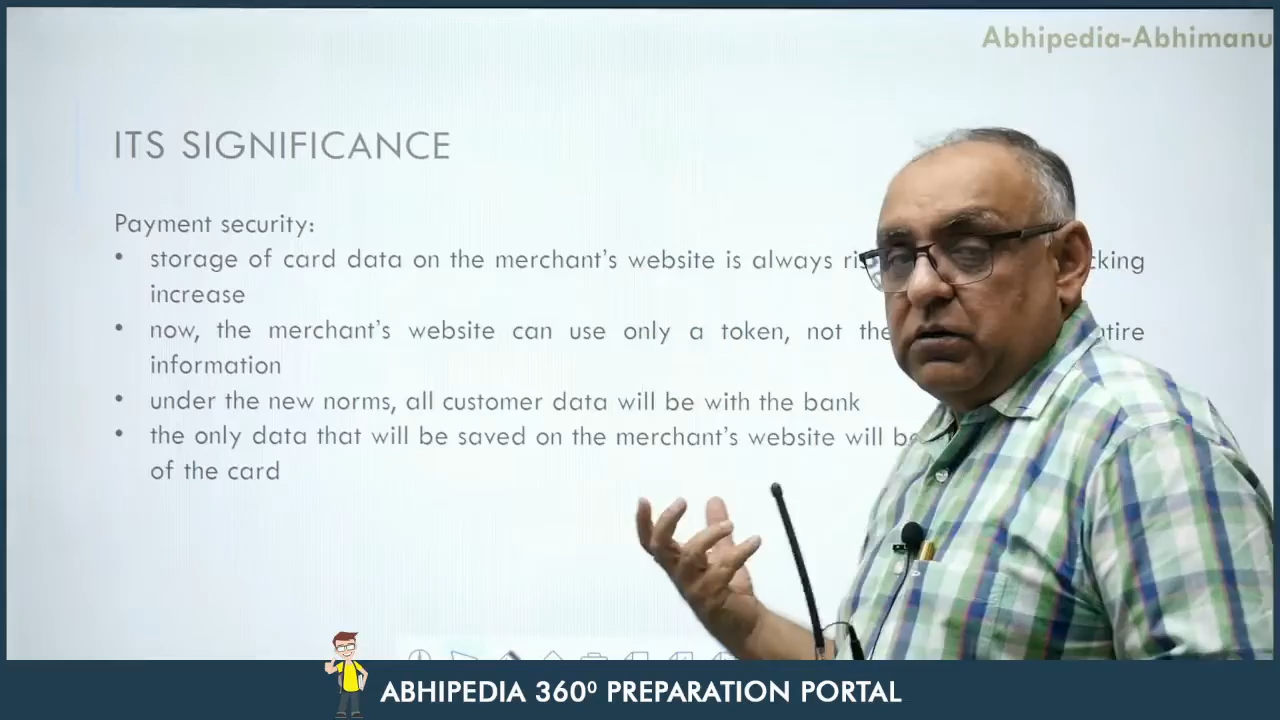 Abhipedia-Abhimanu
ITS SIGNIFICANCE
Payment security:
• storage of card data on the merchant's website is always
increase
• now, the merchant's website can use only a token, not the
information
• under the new norms, all customer data will be with the bank
• the only data that will be saved on the merchant's website will
of the card
ABHIPEDIA 360⁰ PREPARATION PORTAL